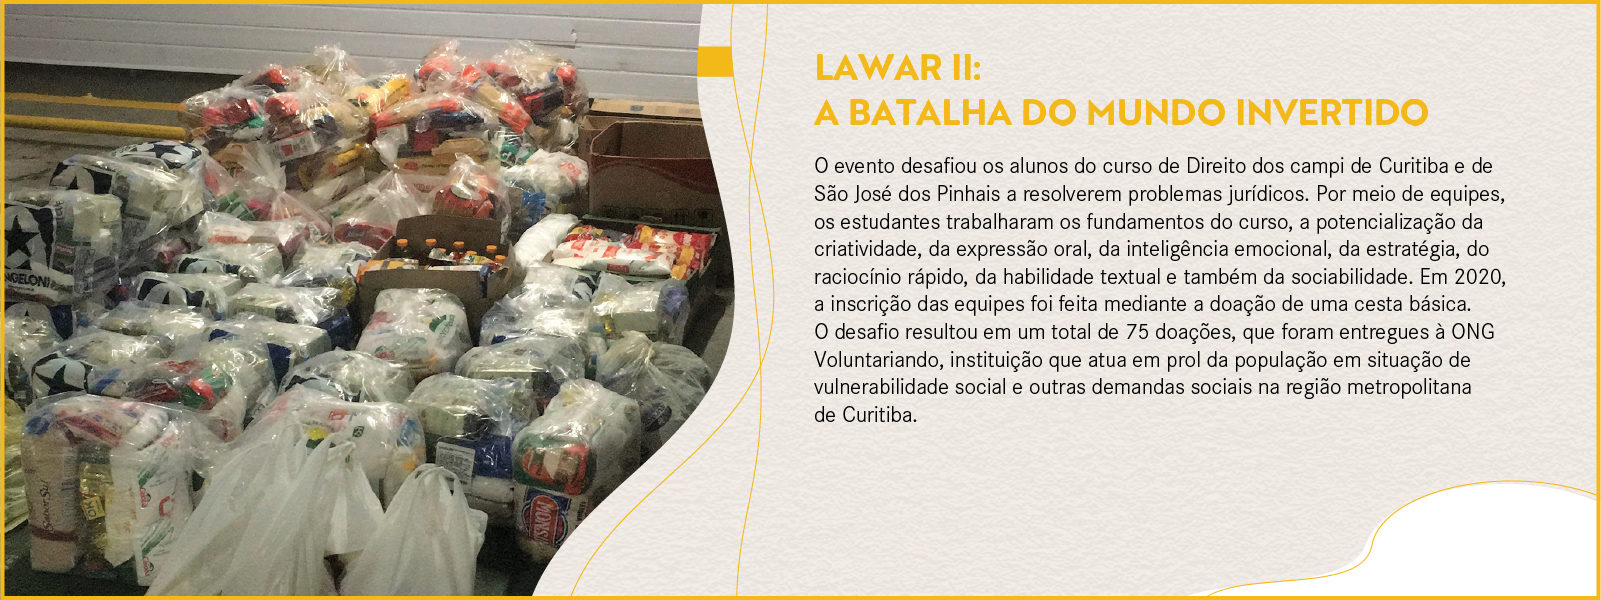 LAWAR II:
A BATALHA DO MUNDO INVERTIDO
O evento desafiou os alunos do curso de Direito dos campi de Curitiba e de
São José dos Pinhais a resolverem problemas jurídicos. Por meio de equipes,
os estudantes trabalharam os fundamentos do curso, a potencialização da
criatividade, da expressão oral, da inteligência emocional, da estratégia, do
raciocínio rápido, da habilidade textual e também da sociabilidade. Em 2020,
a inscrição das equipes foi feita mediante a doação de uma cesta básica.
O desafio resultou em um total de 75 doações, que foram entregues à ONG
Voluntariando, instituição que atua em prol da população em situação de
vulnerabilidade social e outras demandas sociais na região metropolitana
de Curitiba.
NGELONI